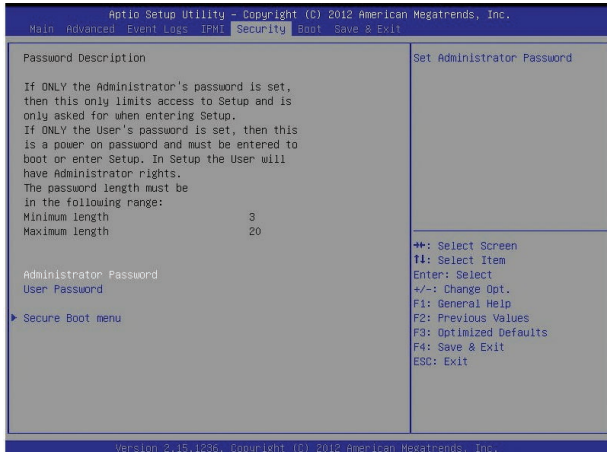 Aptio Setup Utility – Copyright (C) 2012 American Megatrends, Inc.
Main Advanced Event Logs IPMI Security Boot Save & Exit
Password Description
If ONLY the Administrator's password is set,
then this only limits access to Setup and is
only asked for when entering Setup.
If ONLY the User's password is set, then this
is a power on password and must be entered to
boot or enter Setup. In Setup the User will
have Administrator rights.
The password length must be
in the following range:
Minimum length 3
Maximum length 20
Administrator Password
User Password
▶ Secure Boot menu
Set Administrator Password
→←: Select Screen
↑↓: Select Item
Enter: Select
+/-: Change Opt.
F1: General Help
F2: Previous Values
F3: Optimized Defaults
F4: Save & Exit
ESC: Exit
Version 2.15.1236. Copyright (C) 2012 American Megatrends, Inc.